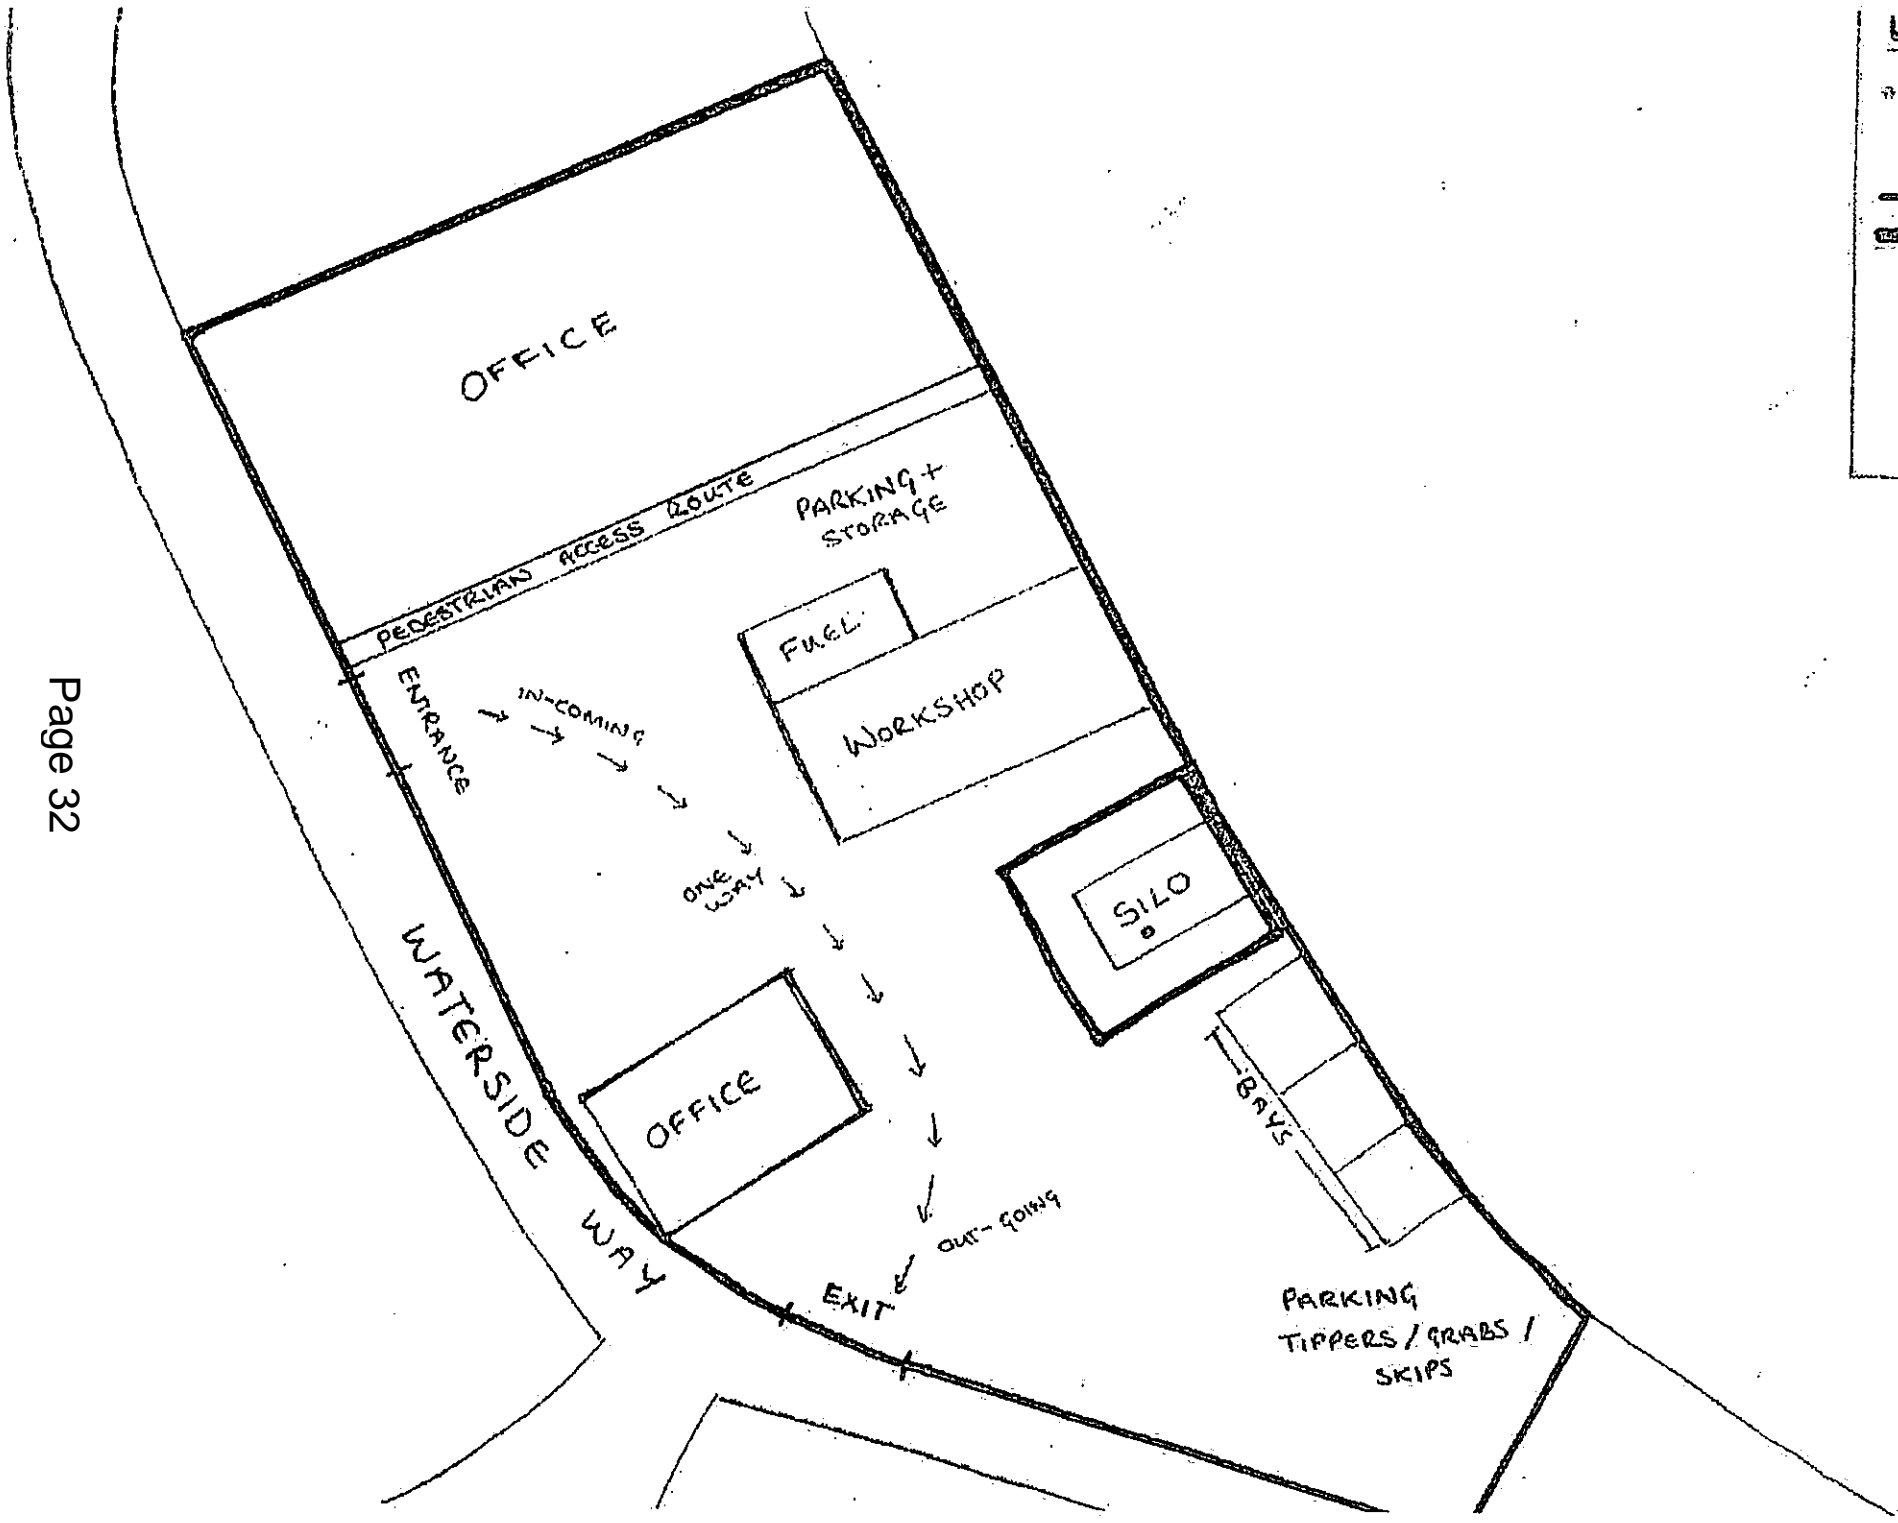 OFFICE
PEDESTRIAN ACCESS ROUTE
PARKING +
STORAGE
FUEL
WORKSHOP
ENTRANCE
IN-COMING
ONE
WAY
SILO
BAYS
OFFICE
WATERSIDE WAY
OUT-GOING
EXIT
PARKING
TIPPERS / GRABS /
SKIPS
Page 32